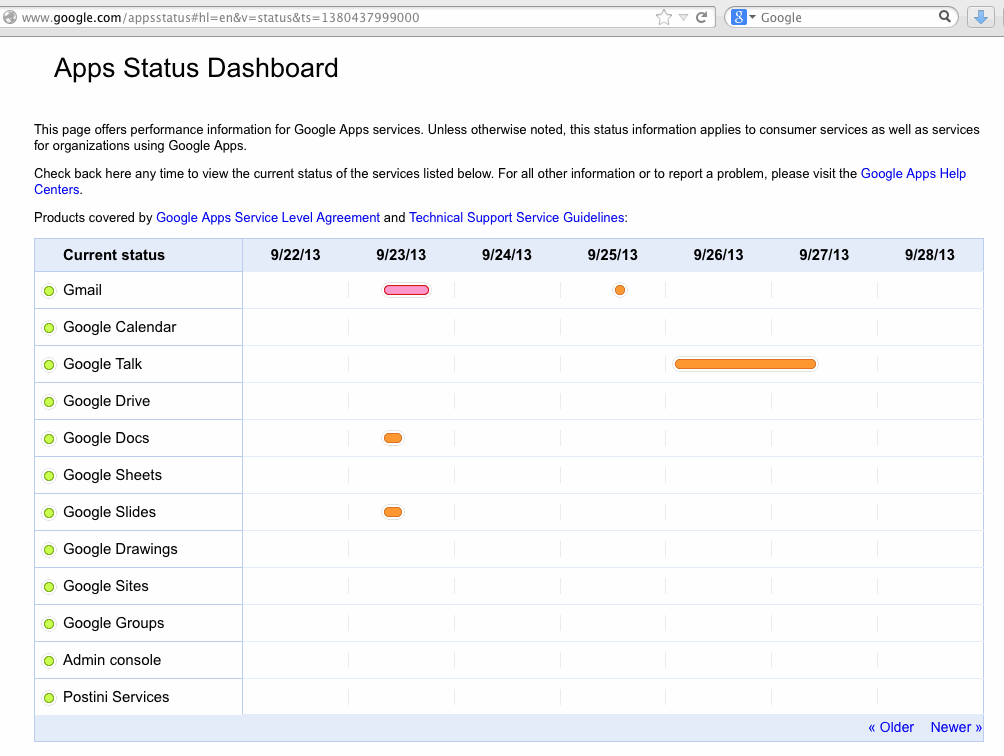 www.google.com/appsstatus#hl=en&v=status&ts=1380437999000
Google
Apps Status Dashboard
This page offers performance information for Google Apps services. Unless otherwise noted, this status information applies to consumer services as well as services
for organizations using Google Apps.
Check back here any time to view the current status of the services listed below. For all other information or to report a problem, please visit the Google Apps Help
Centers.
Products covered by Google Apps Service Level Agreement and Technical Support Service Guidelines:
Current status 9/22/13 9/23/13 9/24/13 9/25/13 9/26/13 9/27/13 9/28/13
Gmail
Google Calendar
Google Talk
Google Drive
Google Docs
Google Sheets
Google Slides
Google Drawings
Google Sites
Google Groups
Admin console
Postini Services
« Older Newer »